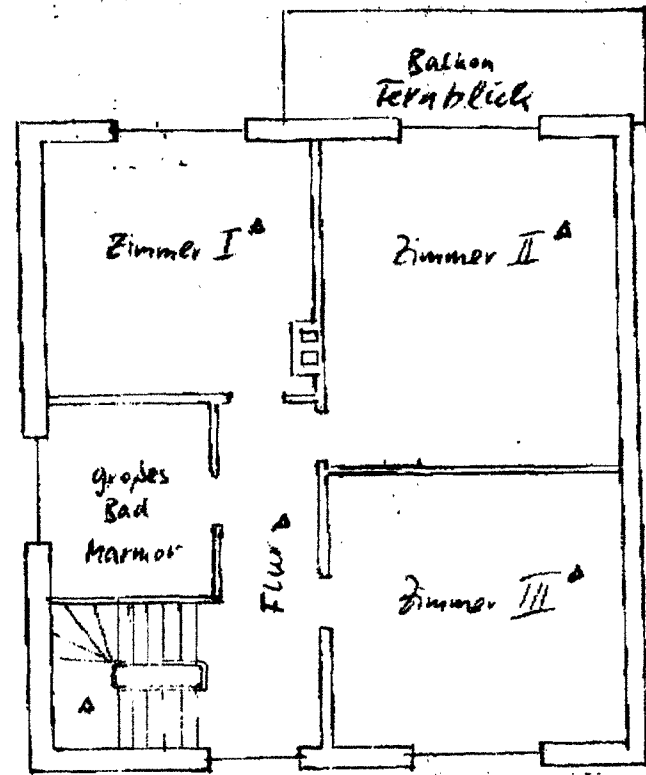 Balkon
Fernblick
Zimmer I
Zimmer II
großes
Bad
Marmor
Flur
Zimmer III